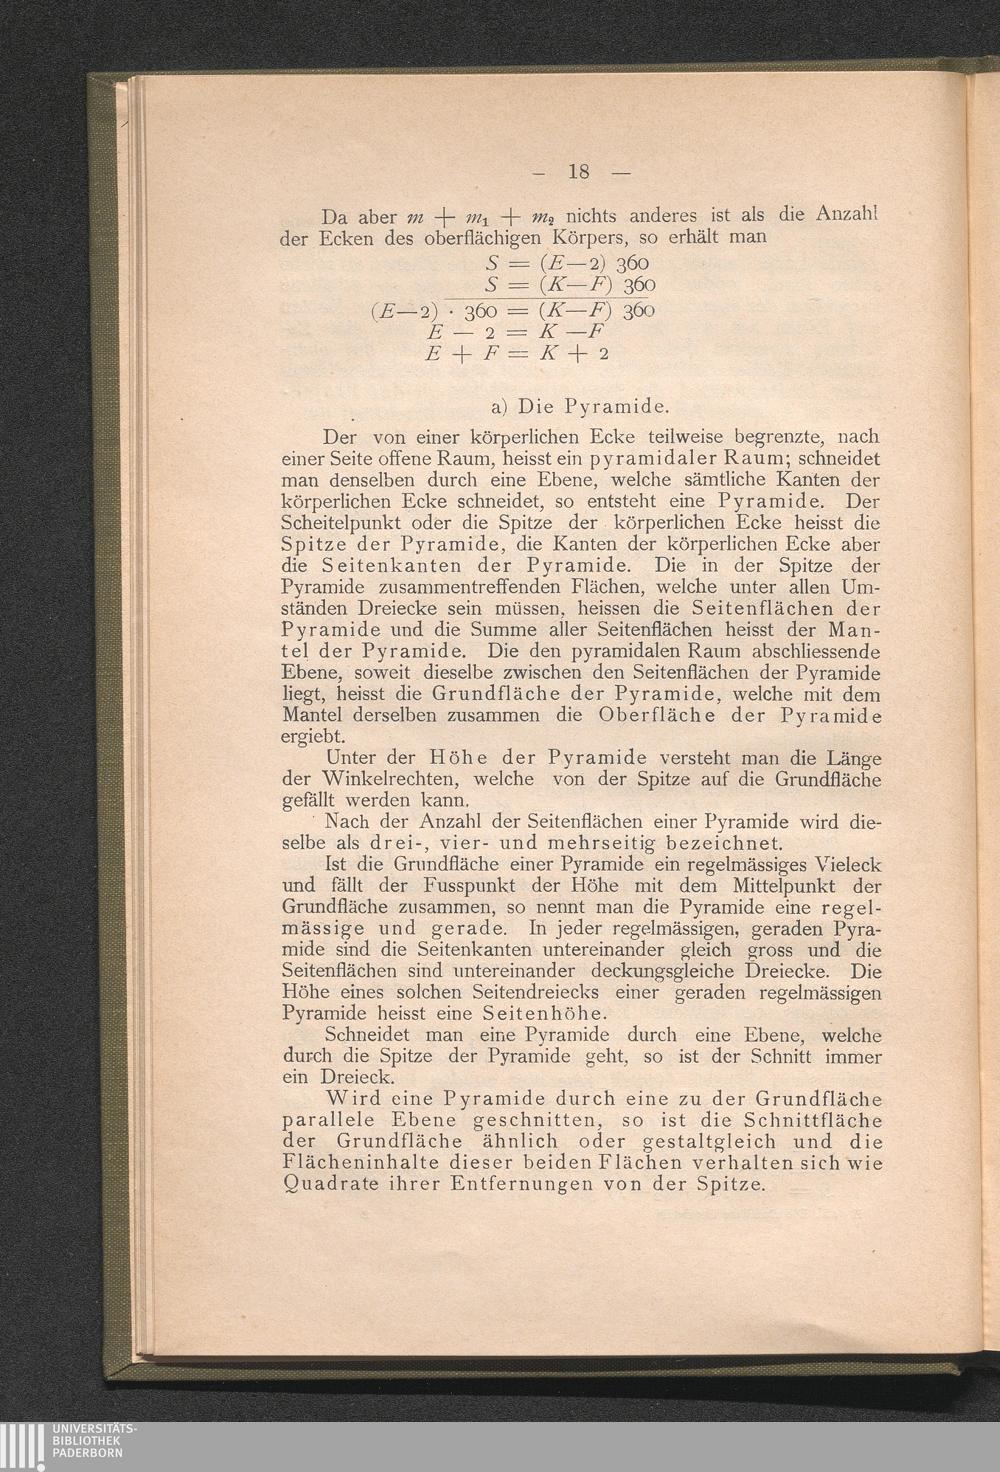 – 18 —
Da aber m + m₁ + m₂ nichts anderes ist als die Anzahl
der Ecken des oberflächigen Körpers, so erhält man
S = (E—2) 360
S = (K—F) 360
(E—2) · 360 = (K—F) 360
E — 2 = K —F
E + F = K + 2
a) Die Pyramide.
Der von einer körperlichen Ecke teilweise begrenzte, nach
einer Seite offene Raum, heisst ein pyramidaler Raum; schneidet
man denselben durch eine Ebene, welche sämtliche Kanten der
körperlichen Ecke schneidet, so entsteht eine Pyramide. Der
Scheitelpunkt oder die Spitze der körperlichen Ecke heisst die
Spitze der Pyramide, die Kanten der körperlichen Ecke aber
die Seitenkanten der Pyramide. Die in der Spitze der
Pyramide zusammentreffenden Flächen, welche unter allen Um-
ständen Dreiecke sein müssen, heissen die Seitenflächen der
Pyramide und die Summe aller Seitenflächen heisst der Man-
tel der Pyramide. Die den pyramidalen Raum abschliessende
Ebene, soweit dieselbe zwischen den Seitenflächen der Pyramide
liegt, heisst die Grundfläche der Pyramide, welche mit dem
Mantel derselben zusammen die Oberfläche der Pyramide
ergiebt.
Unter der Höhe der Pyramide versteht man die Länge
der Winkelrechten, welche von der Spitze auf die Grundfläche
gefällt werden kann.
Nach der Anzahl der Seitenflächen einer Pyramide wird die-
selbe als drei-, vier- und mehrseitig bezeichnet.
Ist die Grundfläche einer Pyramide ein regelmässiges Vieleck
und fällt der Fusspunkt der Höhe mit dem Mittelpunkt der
Grundfläche zusammen, so nennt man die Pyramide eine regel-
mässige und gerade. In jeder regelmässigen, geraden Pyra-
mide sind die Seitenkanten untereinander gleich gross und die
Seitenflächen sind untereinander deckungsgleiche Dreiecke. Die
Höhe eines solchen Seitendreiecks einer geraden regelmässigen
Pyramide heisst eine Seitenhöhe.
Schneidet man eine Pyramide durch eine Ebene, welche
durch die Spitze der Pyramide geht, so ist der Schnitt immer
ein Dreieck.
Wird eine Pyramide durch eine zu der Grundfläche
parallele Ebene geschnitten, so ist die Schnittfläche
der Grundfläche ähnlich oder gestaltgleich und die
Flächeninhalte dieser beiden Flächen verhalten sich wie
Quadrate ihrer Entfernungen von der Spitze.
UNIVERSITÄTS-
BIBLIOTHEK
PADERBORN